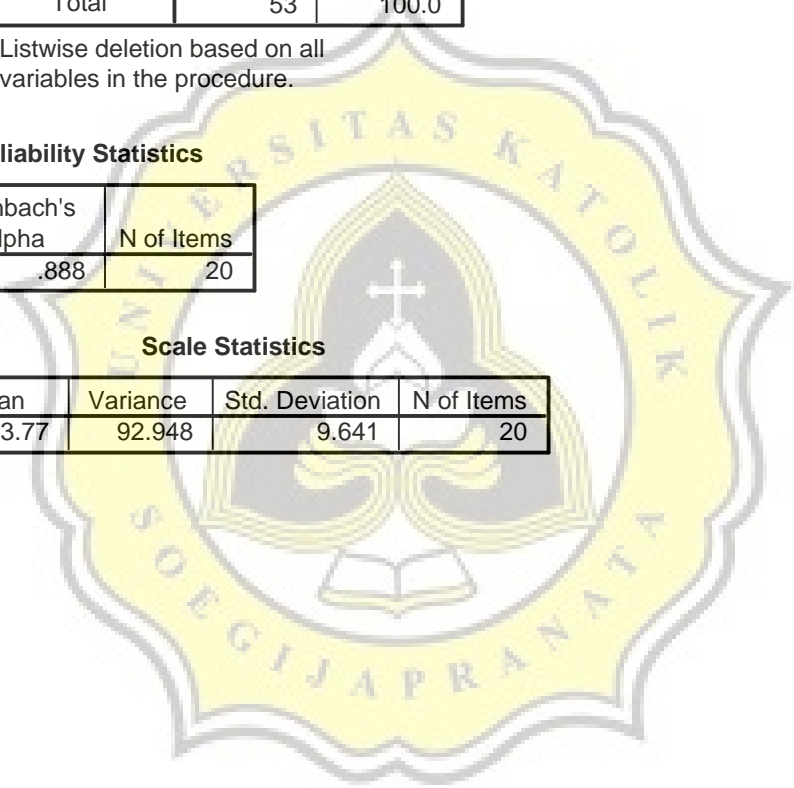 Total 53 100.0
Listwise deletion based on all
variables in the procedure.
liability Statistics
nbach's
lpha N of Items
.888 20
Scale Statistics
an Variance Std. Deviation N of Items
3.77 92.948 9.641 20
UNIVERSITAS KATOLIK
SOEGIJAPRANATA